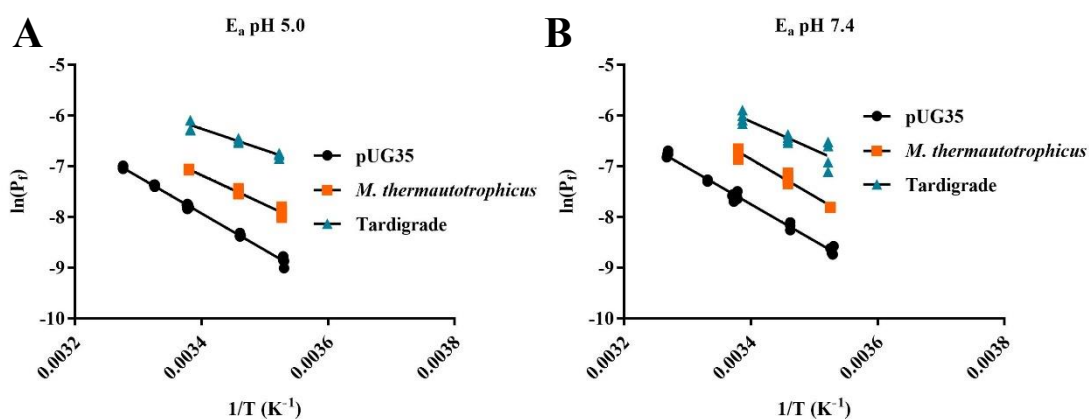 A
Eₐ pH 5.0
-5
-6
-7
-8
-9
-10
ln(P_f)
pUG35
M. thermautotrophicus
Tardigrade
0.0032
0.0034
0.0036
0.0038
1/T (K⁻¹)
B
Eₐ pH 7.4
-5
-6
-7
-8
-9
-10
ln(P_f)
pUG35
M. thermautotrophicus
Tardigrade
0.0032
0.0034
0.0036
0.0038
1/T (K⁻¹)